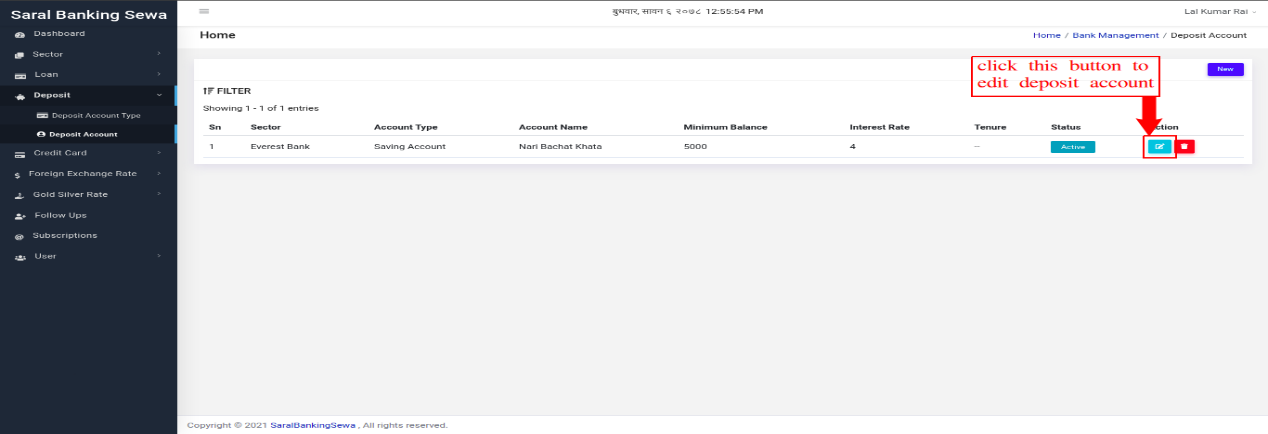 Saral Banking Sewa
बुधवार, सावन ६ २०७८ 12:55:54 PM
Lal Kumar Rai
Dashboard
Sector
Loan
Deposit
Deposit Account Type
Deposit Account
Credit Card
Foreign Exchange Rate
Gold Silver Rate
Follow Ups
Subscriptions
User
Home
Home / Bank Management / Deposit Account
click this button to
edit deposit account
New
FILTER
Showing 1 - 1 of 1 entries
Sn Sector Account Type Account Name Minimum Balance Interest Rate Tenure Status
1 Everest Bank Saving Account Nari Bachat Khata 5000 4 -- Active
Copyright © 2021 SaralBankingSewa , All rights reserved.